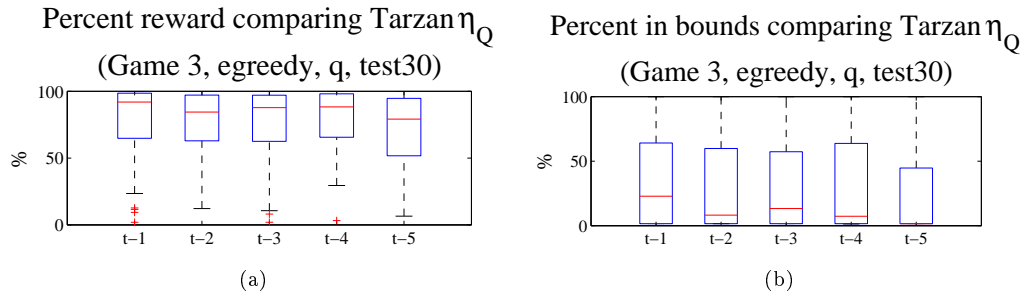 Percent reward comparing Tarzan η_Q
(Game 3, egreedy, q, test30)
100
50
0
%
t−1 t−2 t−3 t−4 t−5
(a)
Percent in bounds comparing Tarzan η_Q
(Game 3, egreedy, q, test30)
100
50
0
%
t−1 t−2 t−3 t−4 t−5
(b)